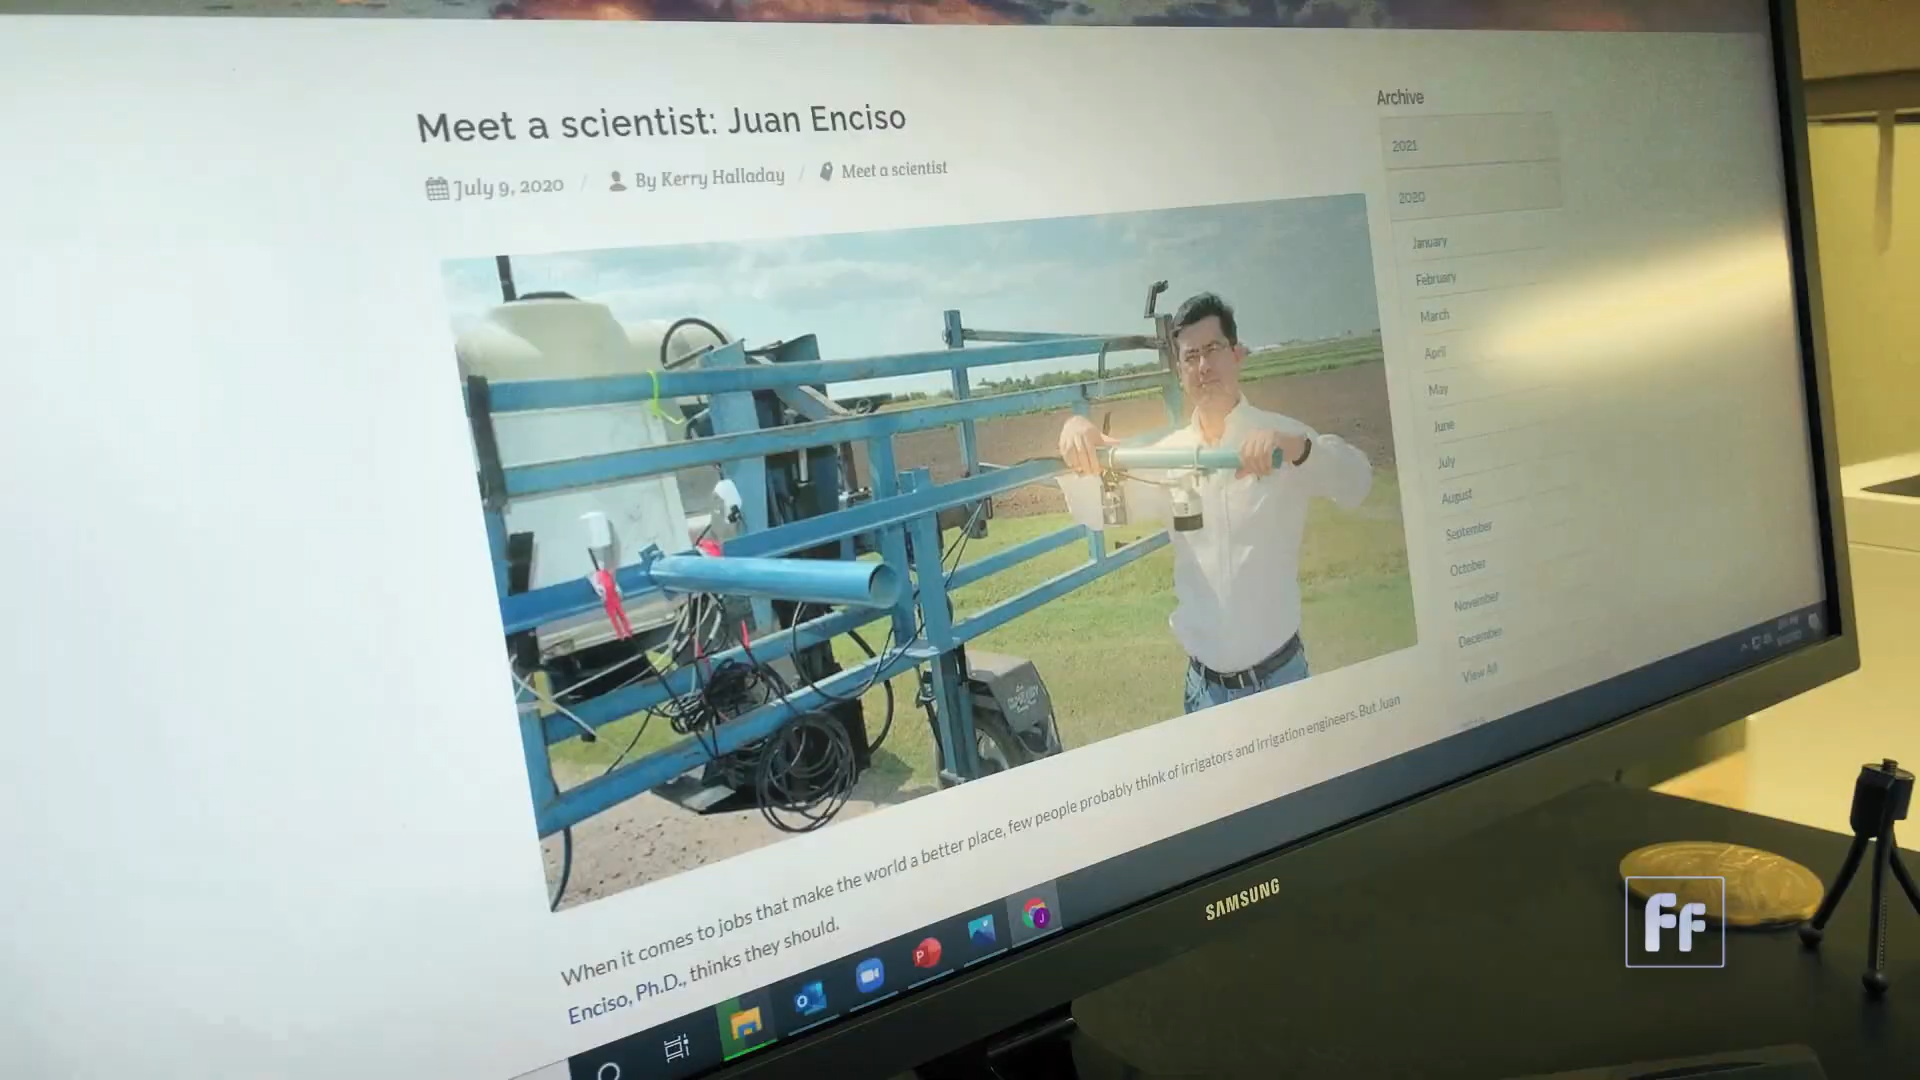 Meet a scientist: Juan Enciso
July 9, 2020 / By Kerry Halladay / Meet a scientist
When it comes to jobs that make the world a better place, few people probably think of irrigators and irrigation engineers. But Juan
Enciso, Ph.D., thinks they should.
Archive
2021
2020
January
February
March
April
May
June
July
August
September
October
November
December
View All
SAMSUNG
FF